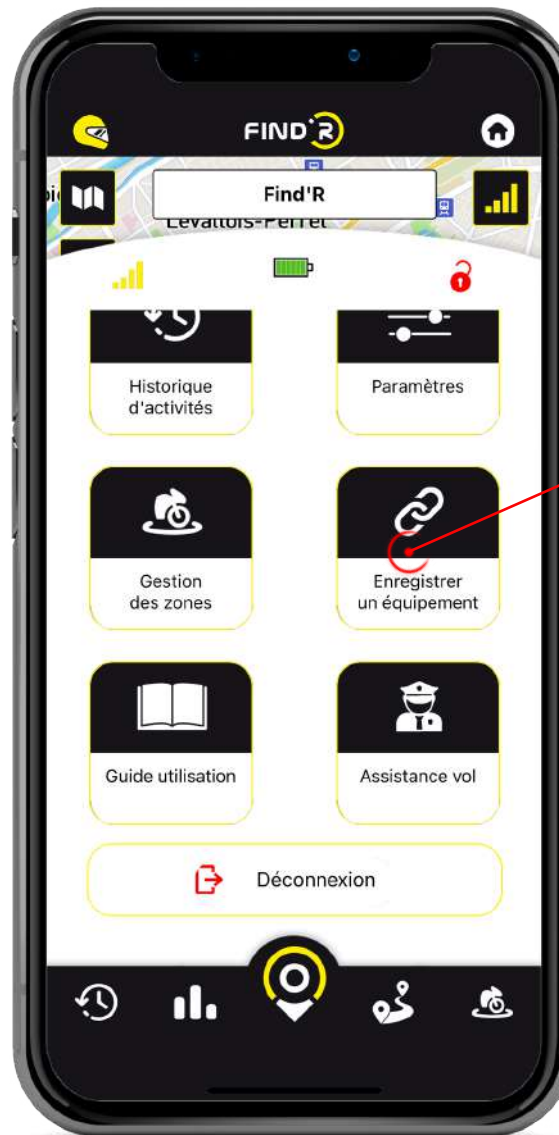 FIND'R
Find'R
Levallois-Perret
Historique
d'activités
Paramètres
Gestion
des zones
Enregistrer
un équipement
Guide utilisation
Assistance vol
Déconnexion